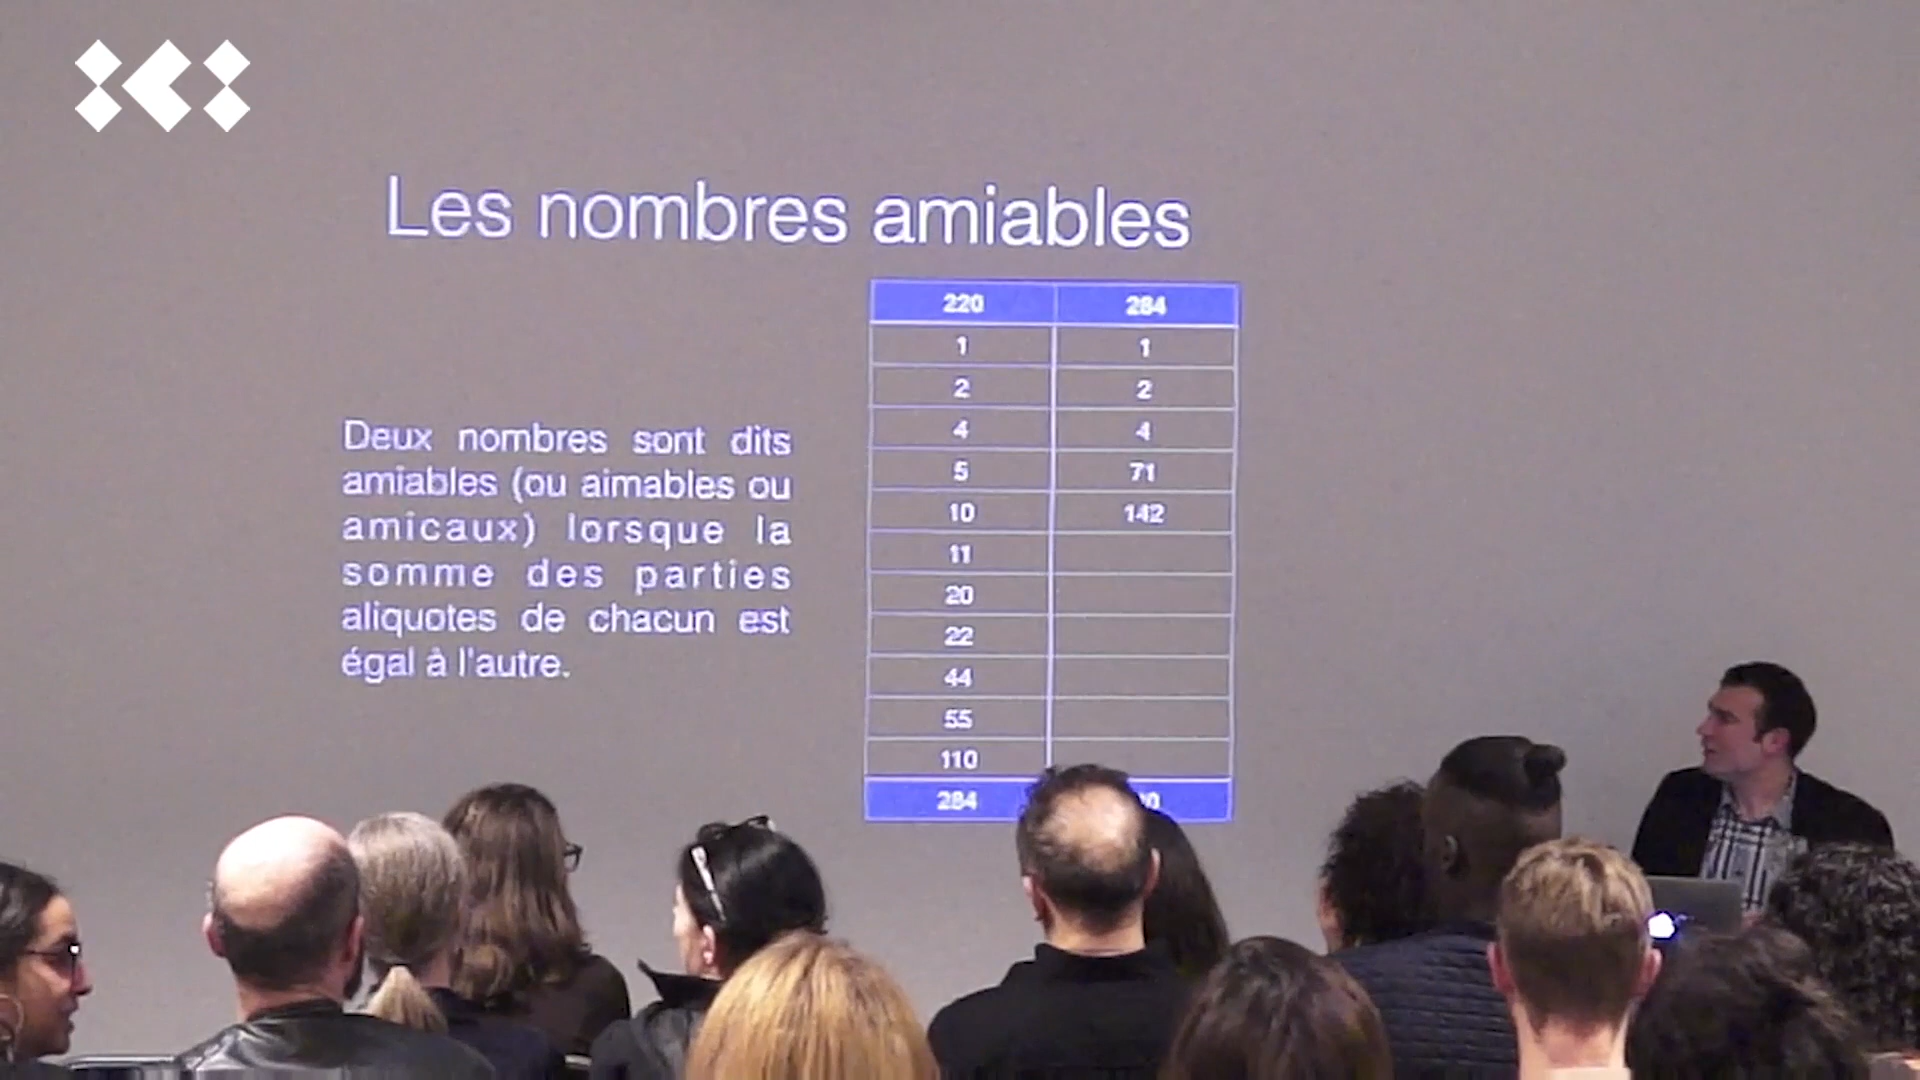 Les nombres amiables
Deux nombres sont dits
amiables (ou aimables ou
amicaux) lorsque la
somme des parties
aliquotes de chacun est
égal à l'autre.
220 284
1 1
2 2
4 4
5 71
10 142
11
20
22
44
55
110
284